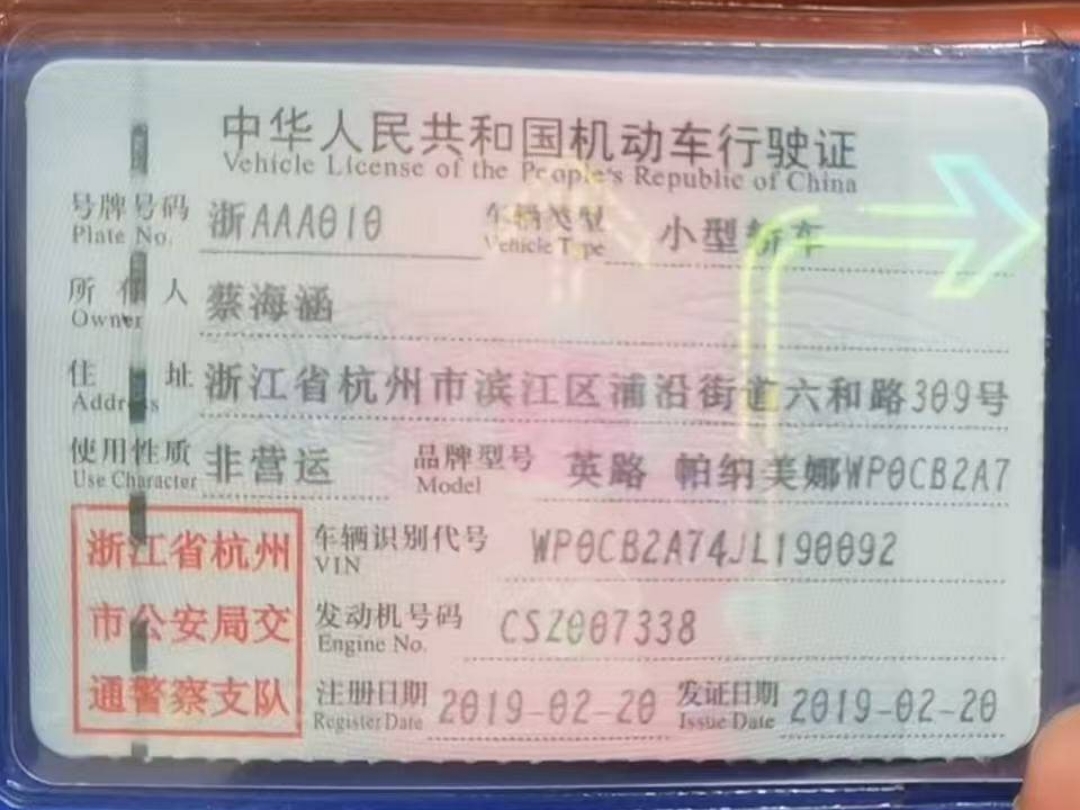 中华人民共和国机动车行驶证
Vehicle License of the People's Republic of China
号牌号码 浙AAA010 车辆类型 小型轿车
Plate No. Vehicle Type
所有人 蔡海涵
Owner
住址 浙江省杭州市滨江区浦沿街道六和路309号
Address
使用性质 非营运 品牌型号 英路 帕纳美娜WP0CB2A7
Use Character Model
浙江省杭州 车辆识别代号 WP0CB2A74JL190092
VIN
市公安局交 发动机号码 CSZ007338
Engine No.
通警察支队 注册日期 2019-02-20 发证日期 2019-02-20
Register Date Issue Date